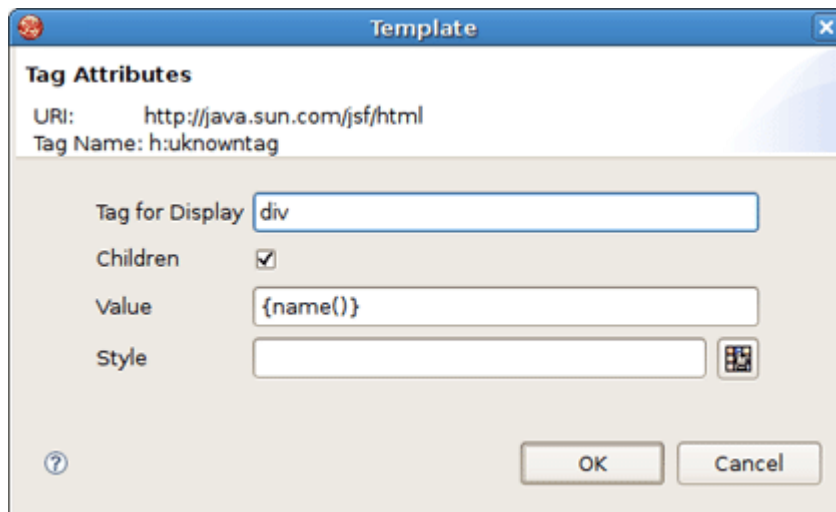 Template
Tag Attributes
URI: http://java.sun.com/jsf/html
Tag Name: h:uknowntag
Tag for Display div
Children
Value {name()}
Style
OK Cancel